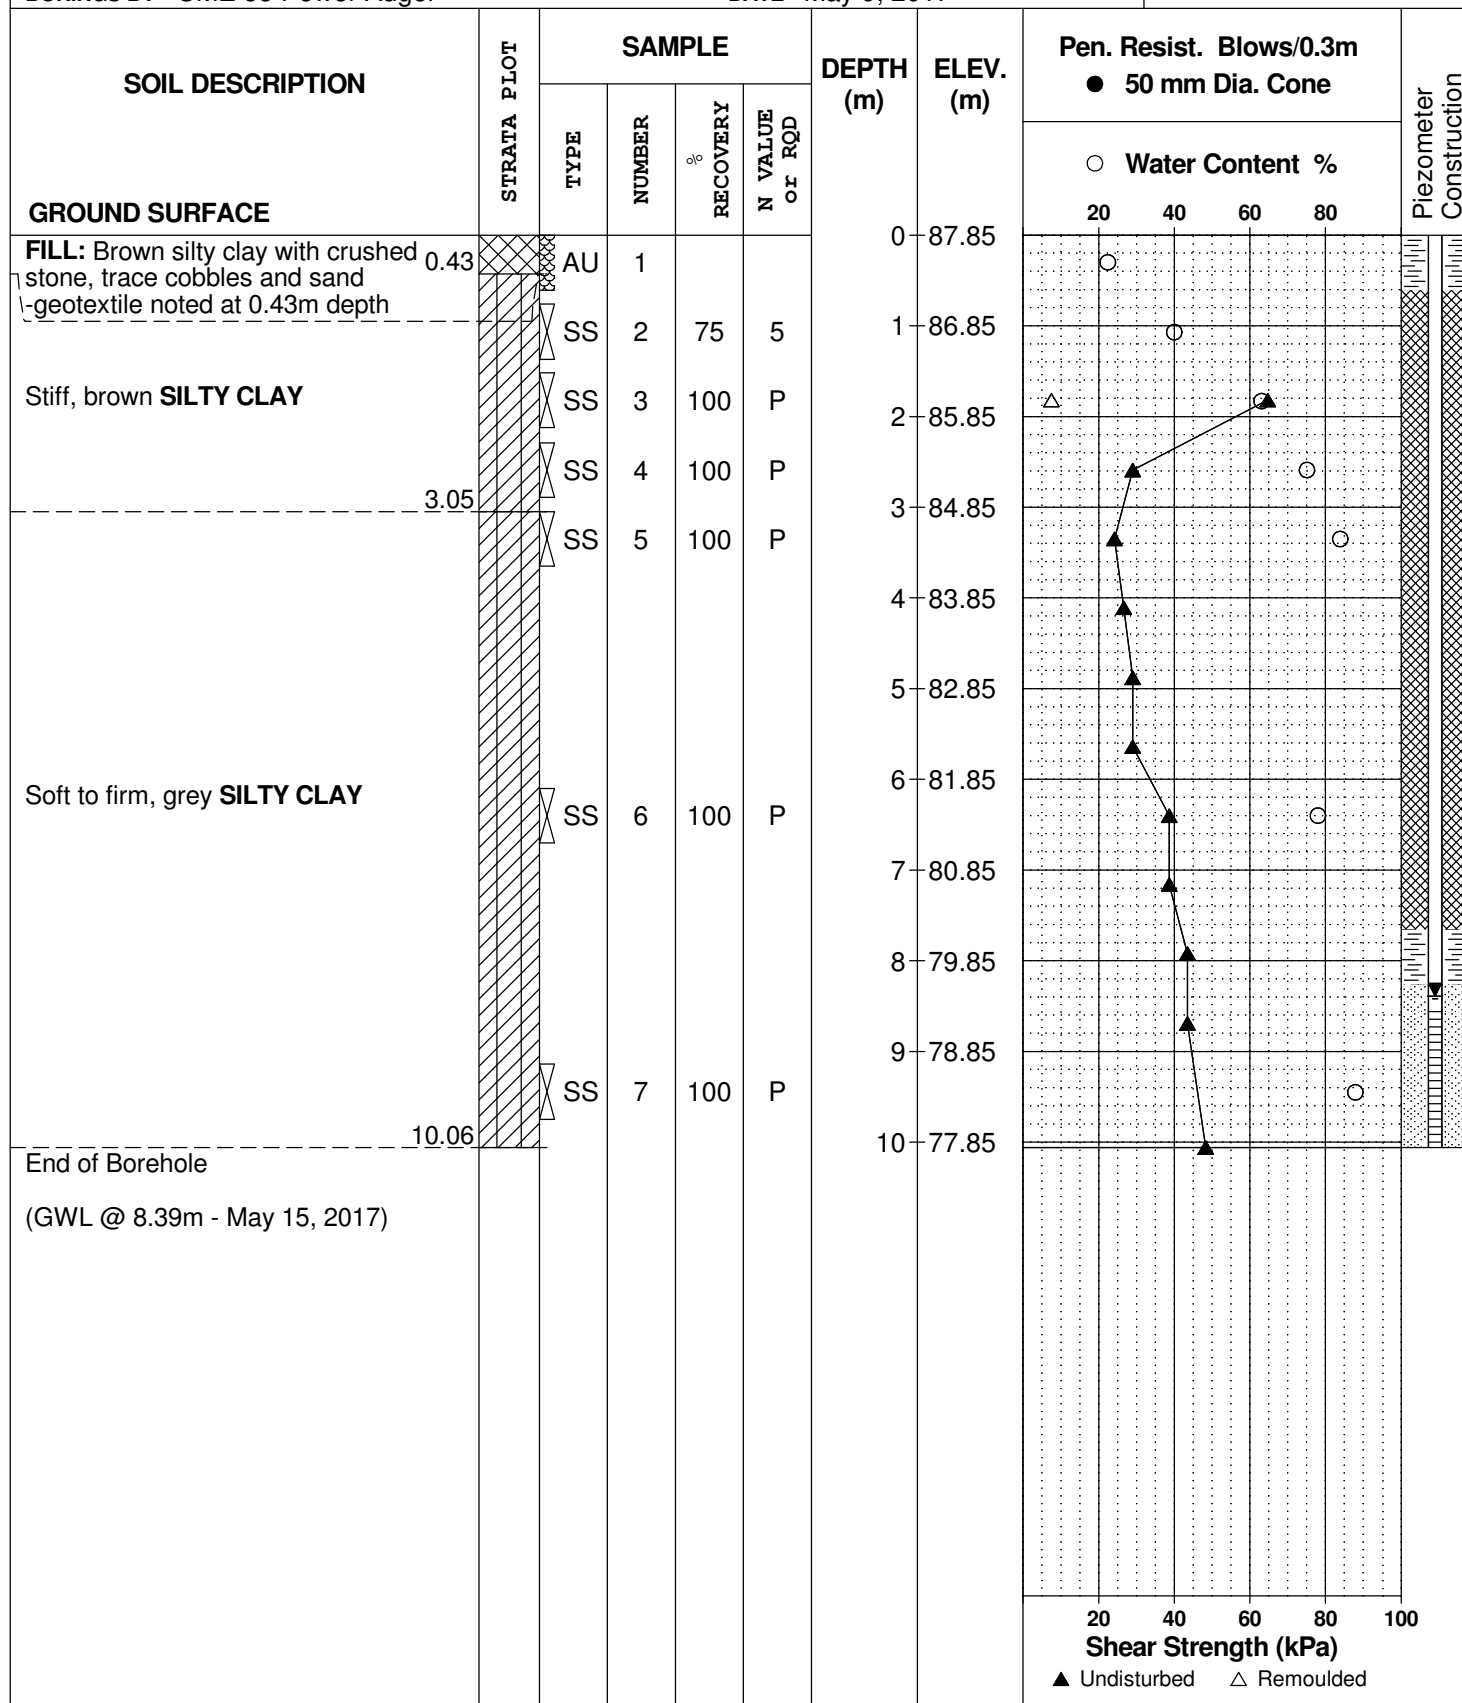 SOIL DESCRIPTION
GROUND SURFACE
STRATA PLOT
SAMPLE
TYPE
NUMBER
% RECOVERY
N VALUE or RQD
DEPTH (m)
ELEV. (m)
Pen. Resist. Blows/0.3m
● 50 mm Dia. Cone
○ Water Content %
20 40 60 80
Piezometer Construction
FILL: Brown silty clay with crushed
stone, trace cobbles and sand
-geotextile noted at 0.43m depth
0.43
Stiff, brown SILTY CLAY
3.05
Soft to firm, grey SILTY CLAY
10.06
End of Borehole
(GWL @ 8.39m - May 15, 2017)
AU 1
SS 2 75 5
SS 3 100 P
SS 4 100 P
SS 5 100 P
SS 6 100 P
SS 7 100 P
0 87.85
1 86.85
2 85.85
3 84.85
4 83.85
5 82.85
6 81.85
7 80.85
8 79.85
9 78.85
10 77.85
20 40 60 80 100
Shear Strength (kPa)
▲ Undisturbed △ Remoulded